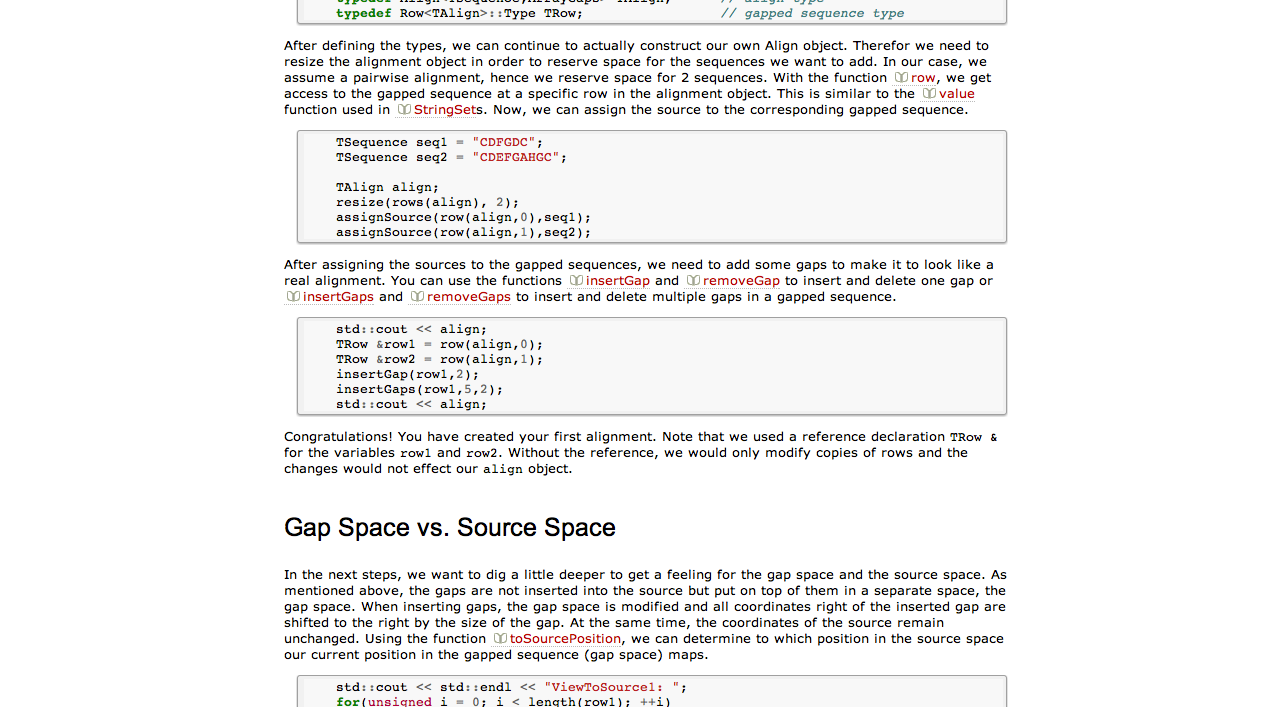 typedef Row<TAlign>::Type TRow; // gapped sequence type
After defining the types, we can continue to actually construct our own Align object. Therefor we need to
resize the alignment object in order to reserve space for the sequences we want to add. In our case, we
assume a pairwise alignment, hence we reserve space for 2 sequences. With the function row, we get
access to the gapped sequence at a specific row in the alignment object. This is similar to the value
function used in StringSets. Now, we can assign the source to the corresponding gapped sequence.
TSequence seq1 = "CDFGDC";
TSequence seq2 = "CDEFGAHGC";
TAlign align;
resize(rows(align), 2);
assignSource(row(align,0),seq1);
assignSource(row(align,1),seq2);
After assigning the sources to the gapped sequences, we need to add some gaps to make it to look like a
real alignment. You can use the functions insertGap and removeGap to insert and delete one gap or
insertGaps and removeGaps to insert and delete multiple gaps in a gapped sequence.
std::cout << align;
TRow &row1 = row(align,0);
TRow &row2 = row(align,1);
insertGap(row1,2);
insertGaps(row1,5,2);
std::cout << align;
Congratulations! You have created your first alignment. Note that we used a reference declaration TRow &
for the variables row1 and row2. Without the reference, we would only modify copies of rows and the
changes would not effect our align object.
Gap Space vs. Source Space
In the next steps, we want to dig a little deeper to get a feeling for the gap space and the source space. As
mentioned above, the gaps are not inserted into the source but put on top of them in a separate space, the
gap space. When inserting gaps, the gap space is modified and all coordinates right of the inserted gap are
shifted to the right by the size of the gap. At the same time, the coordinates of the source remain
unchanged. Using the function toSourcePosition, we can determine to which position in the source space
our current position in the gapped sequence (gap space) maps.
std::cout << std::endl << "ViewToSource1: ";
for(unsigned i = 0; i < length(row1); ++i)